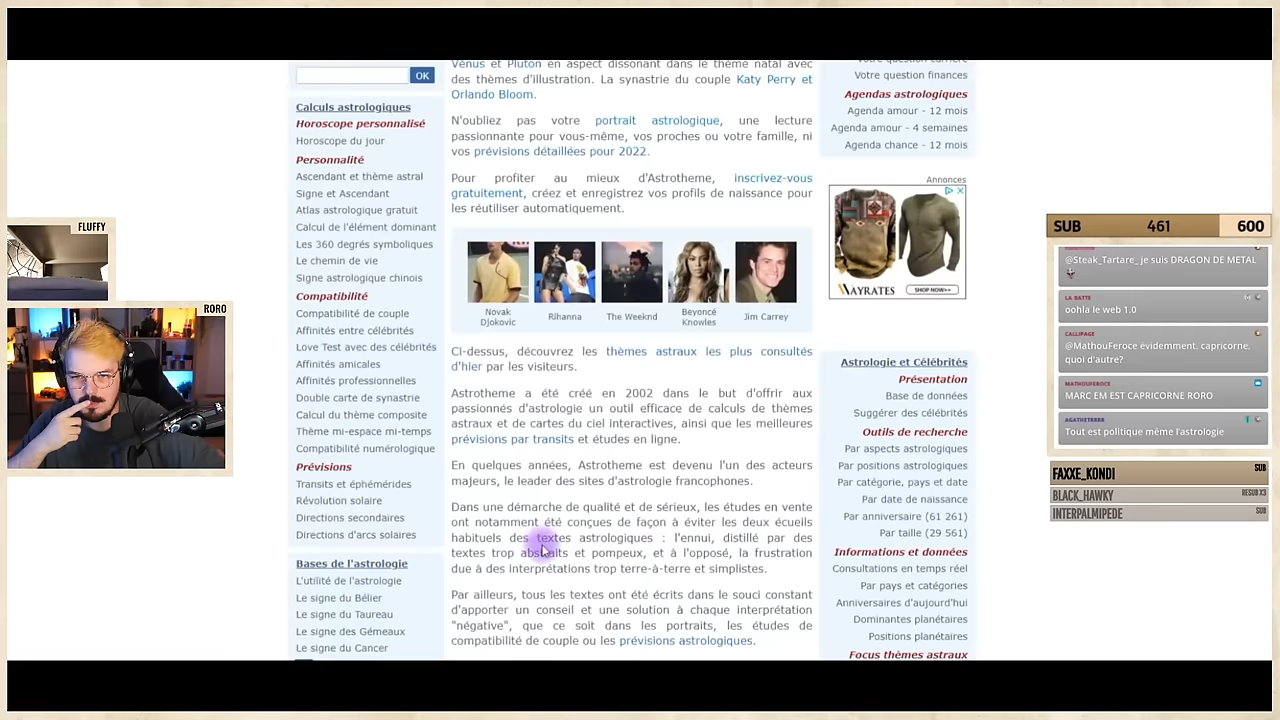 Vénus et Pluton en aspect dissonant dans le thème natal avec
des thèmes d'illustration. La synastrie du couple Katy Perry et
Orlando Bloom.
N'oubliez pas votre portrait astrologique, une lecture
passionnante pour vous-même, vos proches ou votre famille, ni
vos prévisions détaillées pour 2022.
Pour profiter au mieux d'Astrotheme, inscrivez-vous
gratuitement, créez et enregistrez vos profils de naissance pour
les réutiliser automatiquement.
Novak
Djokovic
Rihanna
The Weeknd
Beyoncé
Knowles
Jim Carrey
Ci-dessus, découvrez les thèmes astraux les plus consultés
d'hier par les visiteurs.
Astrotheme a été créé en 2002 dans le but d'offrir aux
passionnés d'astrologie un outil efficace de calculs de thèmes
astraux et de cartes du ciel interactives, ainsi que les meilleures
prévisions par transits et études en ligne.
En quelques années, Astrotheme est devenu l'un des acteurs
majeurs, le leader des sites d'astrologie francophones.
Dans une démarche de qualité et de sérieux, les études en vente
ont notamment été conçues de façon à éviter les deux écueils
habituels des textes astrologiques : l'ennui, distillé par des
textes trop abstraits et pompeux, et à l'opposé, la frustration
due à des interprétations trop terre-à-terre et simplistes.
Par ailleurs, tous les textes ont été écrits dans le souci constant
d'apporter un conseil et une solution à chaque interprétation
"négative", que ce soit dans les portraits, les études de
compatibilité de couple ou les prévisions astrologiques.
OK
Calculs astrologiques
Horoscope personnalisé
Horoscope du jour
Personnalité
Ascendant et thème astral
Signe et Ascendant
Atlas astrologique gratuit
Calcul de l'élément dominant
Les 360 degrés symboliques
Le chemin de vie
Signe astrologique chinois
Compatibilité
Compatibilité de couple
Affinités entre célébrités
Love Test avec des célébrités
Affinités amicales
Affinités professionnelles
Double carte de synastrie
Calcul du thème composite
Thème mi-espace mi-temps
Compatibilité numérologique
Prévisions
Transits et éphémérides
Révolution solaire
Directions secondaires
Directions d'arcs solaires
Bases de l'astrologie
L'utilité de l'astrologie
Le signe du Bélier
Le signe du Taureau
Le signe des Gémeaux
Le signe du Cancer
Votre question carrière
Votre question finances
Agendas astrologiques
Agenda amour - 12 mois
Agenda amour - 4 semaines
Agenda chance - 12 mois
Annonces
WAYRATES
SHOP NOW>>
Astrologie et Célébrités
Présentation
Base de données
Suggérer des célébrités
Outils de recherche
Par aspects astrologiques
Par positions astrologiques
Par catégorie, pays et date
Par date de naissance
Par anniversaire (61 261)
Par taille (29 561)
Informations et données
Consultations en temps réel
Par pays et catégories
Anniversaires d'aujourd'hui
Dominantes planétaires
Positions planétaires
Focus thèmes astraux
FLUFFY
RORO
SUB 461 600
@Steak_Tartare_ je suis DRAGON DE METAL
LA BATTE
oohla le web 1.0
CALLIPAGE
@MathouFeroce évidemment, capricorne,
quoi d'autre?
MATHOUFEROCE
MARC EM EST CAPRICORNE RORO
Tout est politique même l'astrologie
FAXXE_KONDI SUB
BLACK_HAWKY RESUB X3
INTERPALMIPEDE SUB